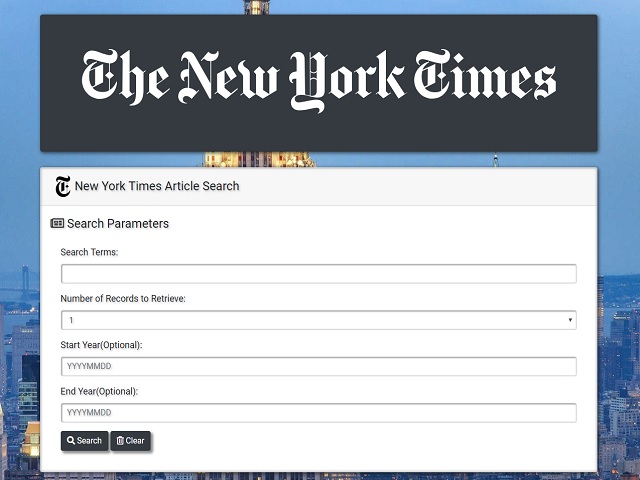 The New York Times
New York Times Article Search
Search Parameters
Search Terms:
Number of Records to Retrieve:
1
Start Year(Optional):
YYYYMMDD
End Year(Optional):
YYYYMMDD
Search Clear